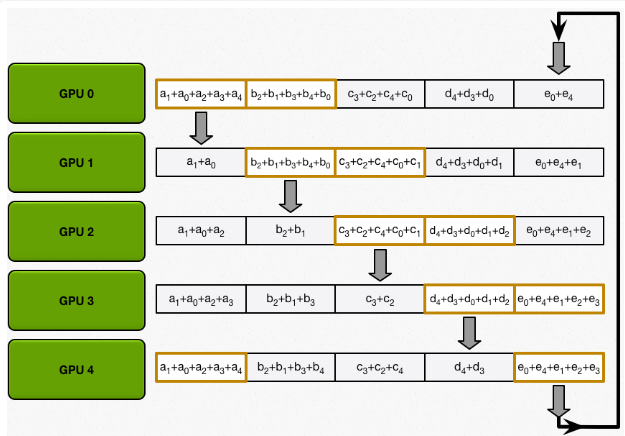 GPU 0 a₁+a₀+a₂+a₃+a₄ b₂+b₁+b₃+b₄+b₀ c₃+c₂+c₄+c₀ d₄+d₃+d₀ e₀+e₄
GPU 1 a₁+a₀ b₂+b₁+b₃+b₄+b₀ c₃+c₂+c₄+c₀+c₁ d₄+d₃+d₀+d₁ e₀+e₄+e₁
GPU 2 a₁+a₀+a₂ b₂+b₁ c₃+c₂+c₄+c₀+c₁ d₄+d₃+d₀+d₁+d₂ e₀+e₄+e₁+e₂
GPU 3 a₁+a₀+a₂+a₃ b₂+b₁+b₃ c₃+c₂ d₄+d₃+d₀+d₁+d₂ e₀+e₄+e₁+e₂+e₃
GPU 4 a₁+a₀+a₂+a₃+a₄ b₂+b₁+b₃+b₄ c₃+c₂+c₄ d₄+d₃ e₀+e₄+e₁+e₂+e₃